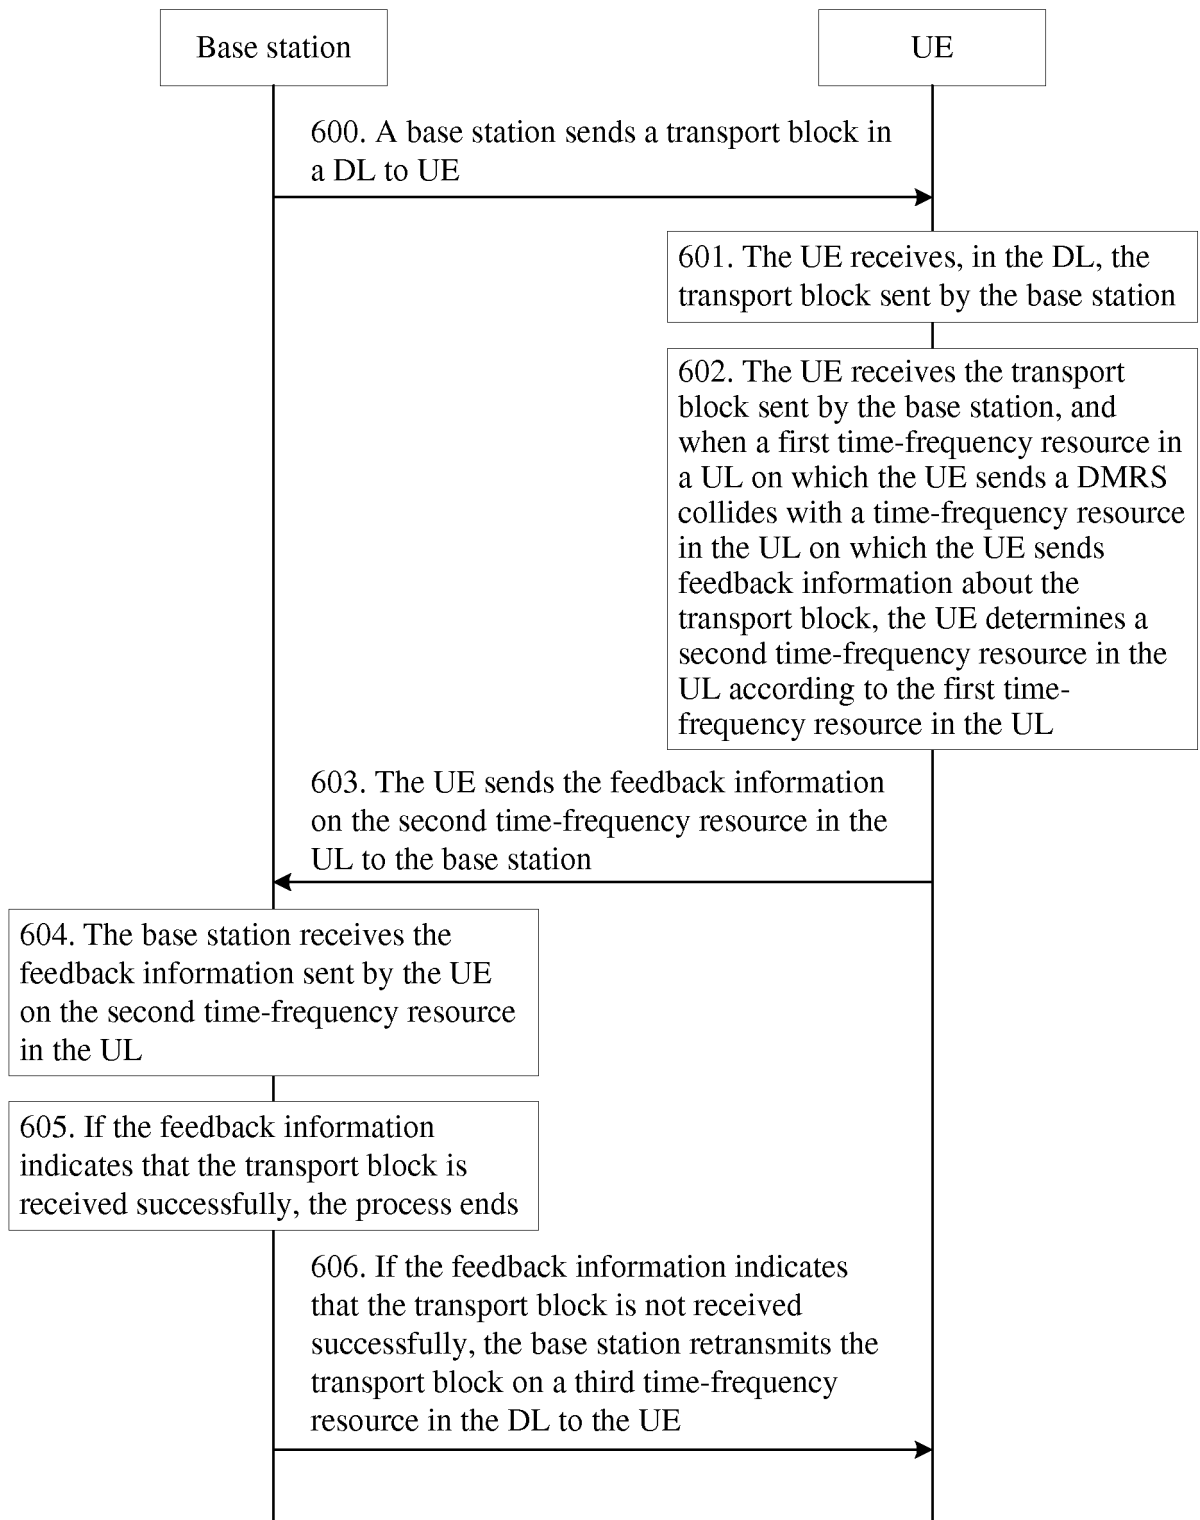 Base station
UE
600. A base station sends a transport block in
a DL to UE
601. The UE receives, in the DL, the
transport block sent by the base station
602. The UE receives the transport
block sent by the base station, and
when a first time-frequency resource in
a UL on which the UE sends a DMRS
collides with a time-frequency resource
in the UL on which the UE sends
feedback information about the
transport block, the UE determines a
second time-frequency resource in the
UL according to the first time-
frequency resource in the UL
603. The UE sends the feedback information
on the second time-frequency resource in the
UL to the base station
604. The base station receives the
feedback information sent by the UE
on the second time-frequency resource
in the UL
605. If the feedback information
indicates that the transport block is
received successfully, the process ends
606. If the feedback information indicates
that the transport block is not received
successfully, the base station retransmits the
transport block on a third time-frequency
resource in the DL to the UE